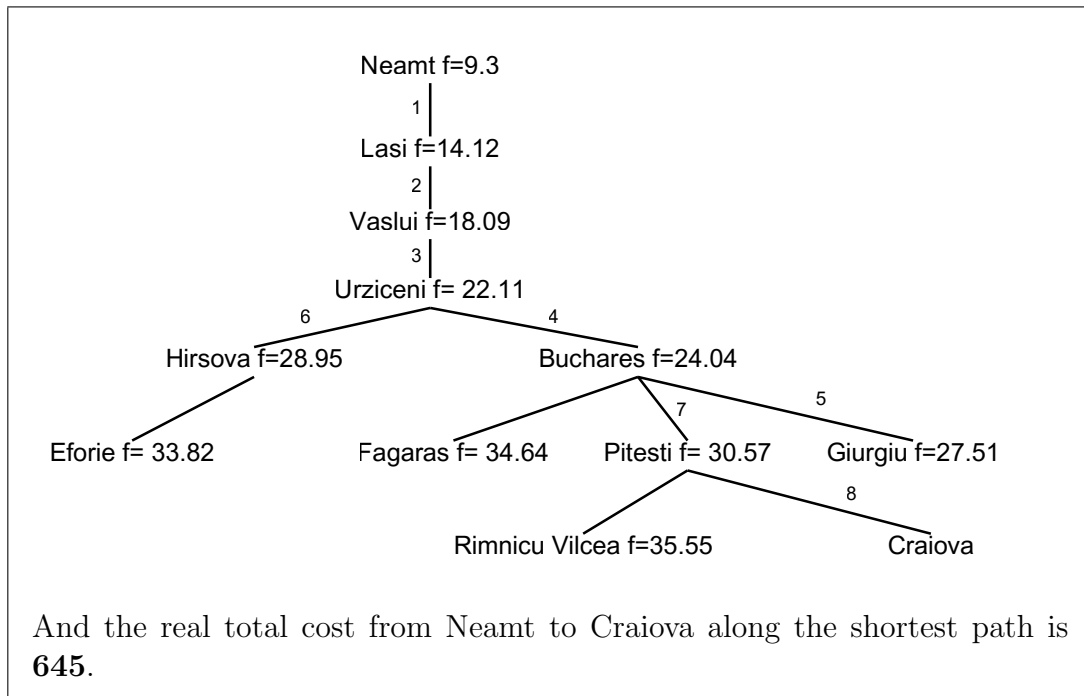 Neamt f=9.3
1
Lasi f=14.12
2
Vaslui f=18.09
3
Urziceni f= 22.11
6
4
Hirsova f=28.95
Buchares f=24.04
7
5
Eforie f= 33.82
Fagaras f= 34.64
Pitesti f= 30.57
Giurgiu f=27.51
8
Rimnicu Vilcea f=35.55
Craiova
And the real total cost from Neamt to Craiova along the shortest path is
645.